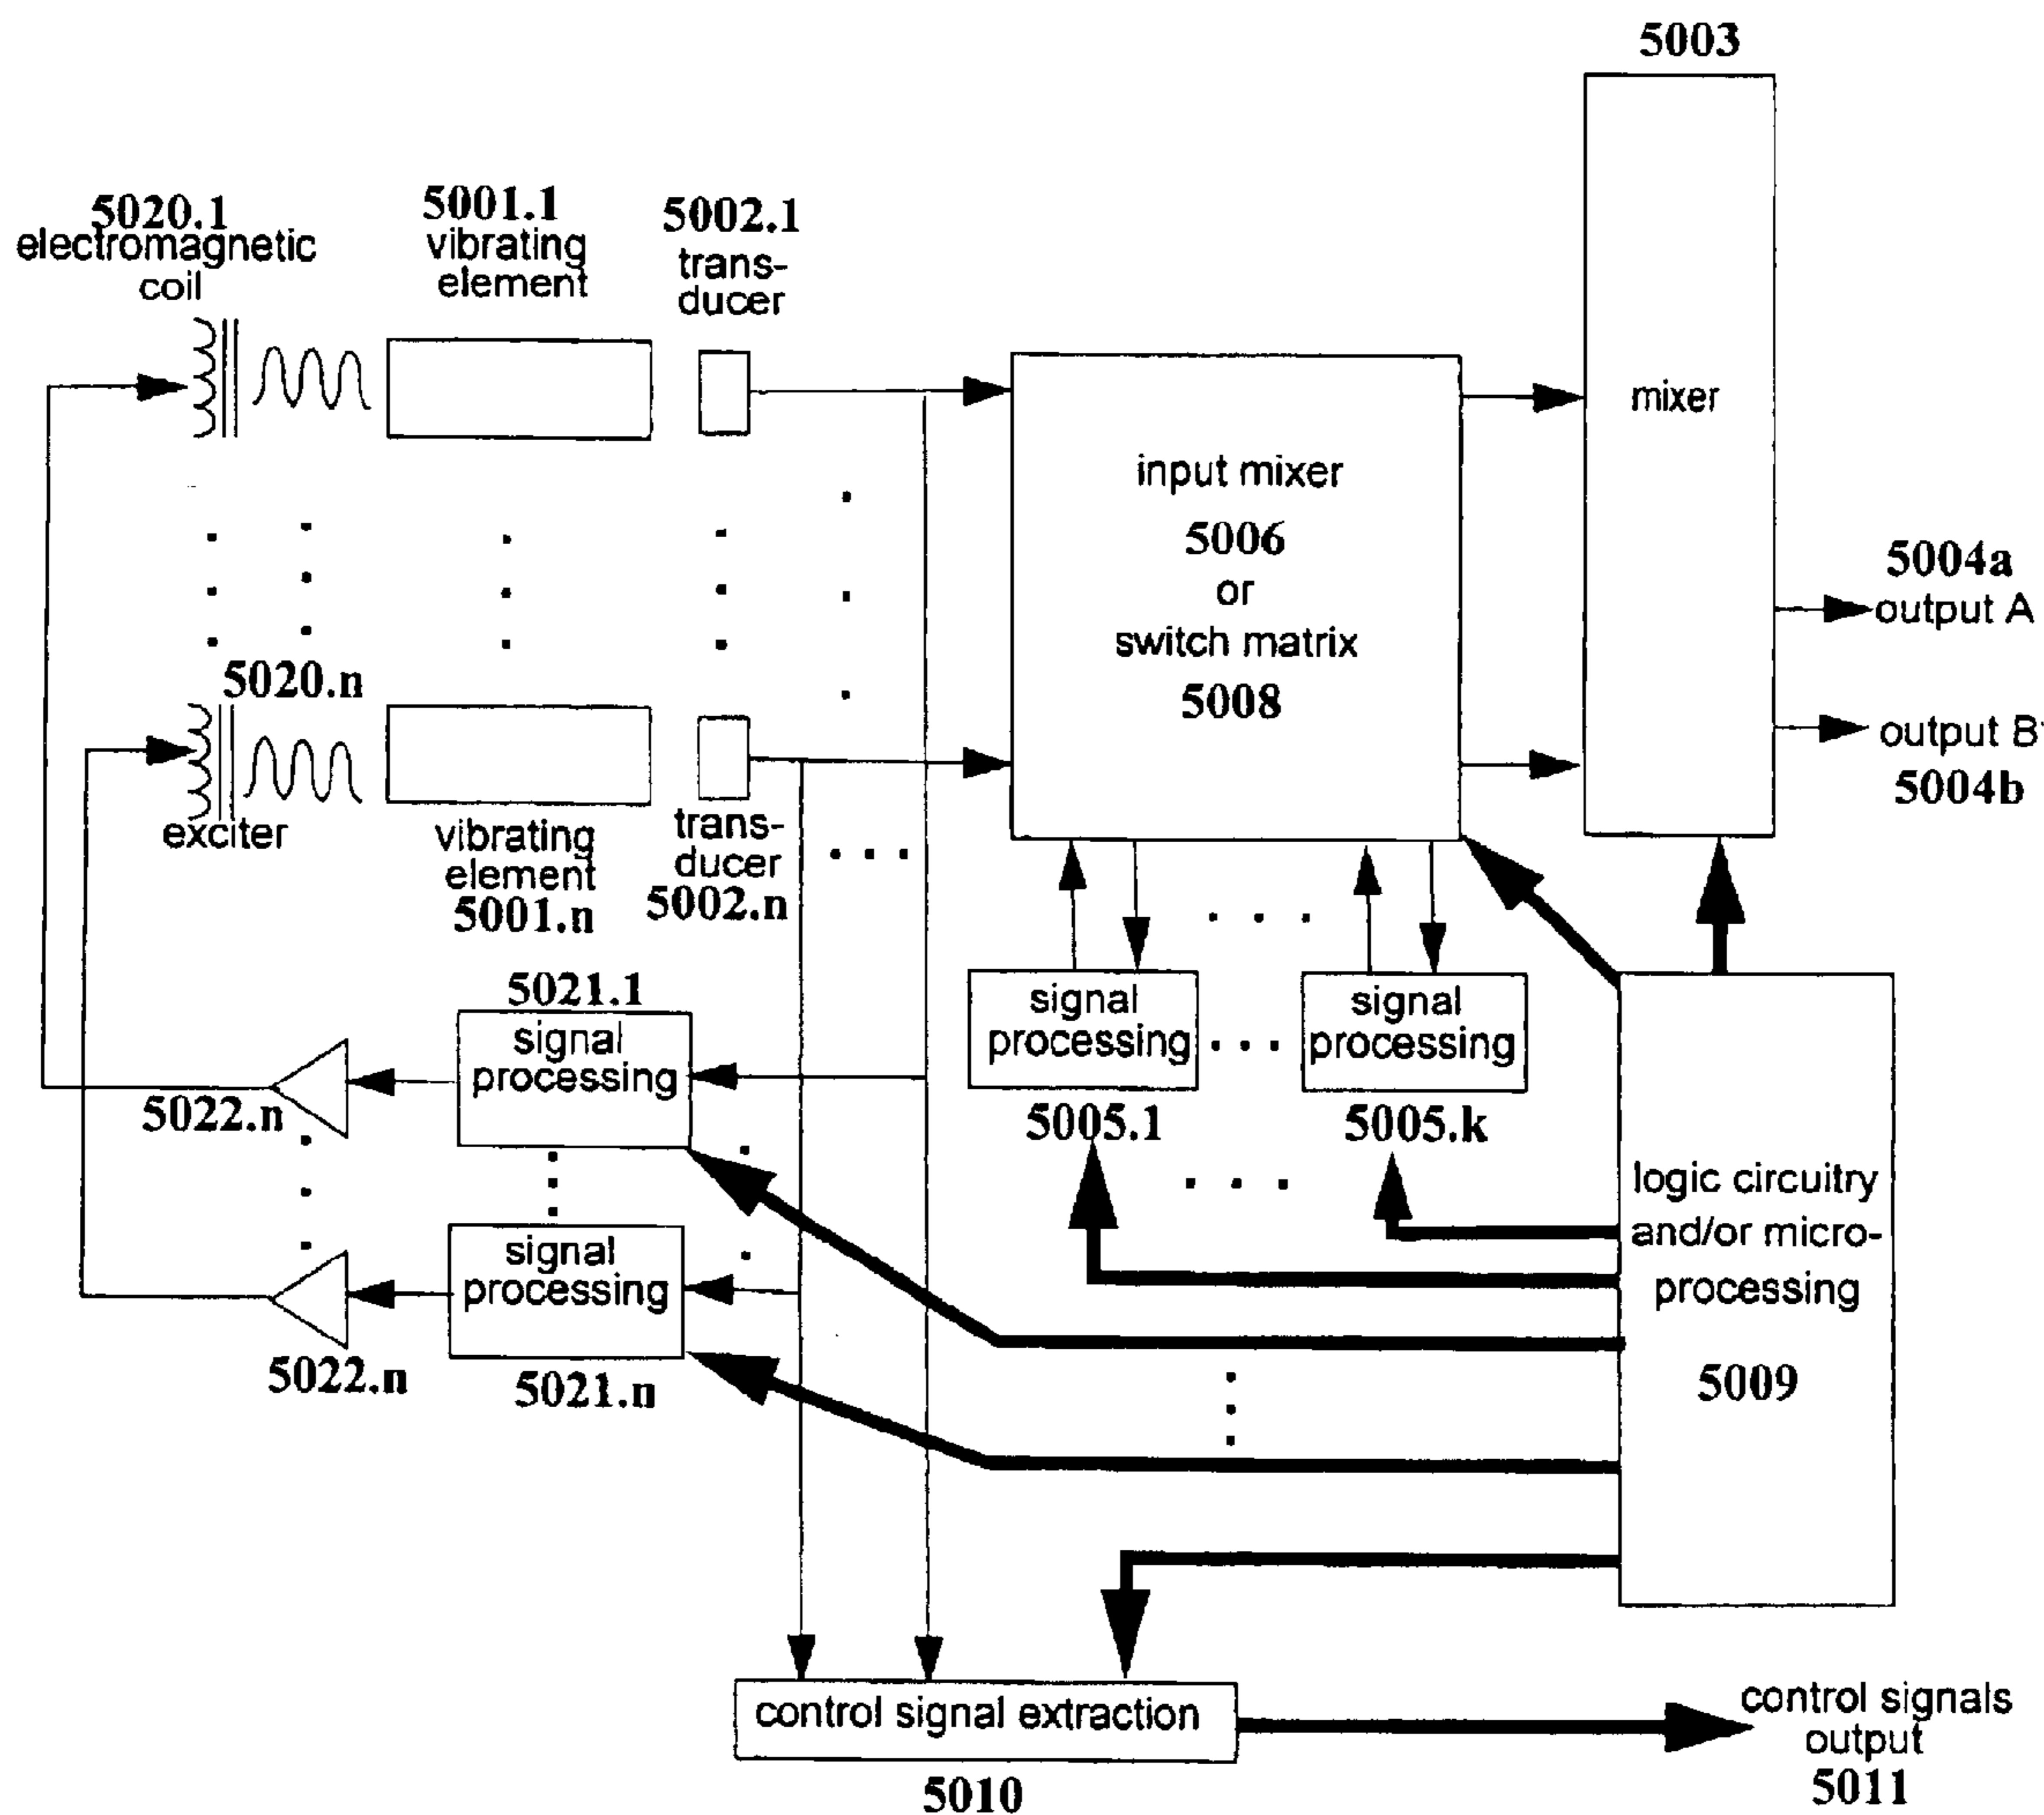 5003
5020.1
electromagnetic
coil
5001.1
vibrating
element
5002.1
trans-
ducer
mixer
input mixer
5006
or
switch matrix
5008
5004a
output A
output B
5004b
5020.n
exciter
vibrating
element
5001.n
trans-
ducer
5002.n
5021.1
signal
processing
5022.n
signal
processing
5005.1
signal
processing
5005.k
logic circuitry
and/or micro-
processing
5009
signal
processing
5022.n
5021.n
control signal extraction
5010
control signals
output
5011